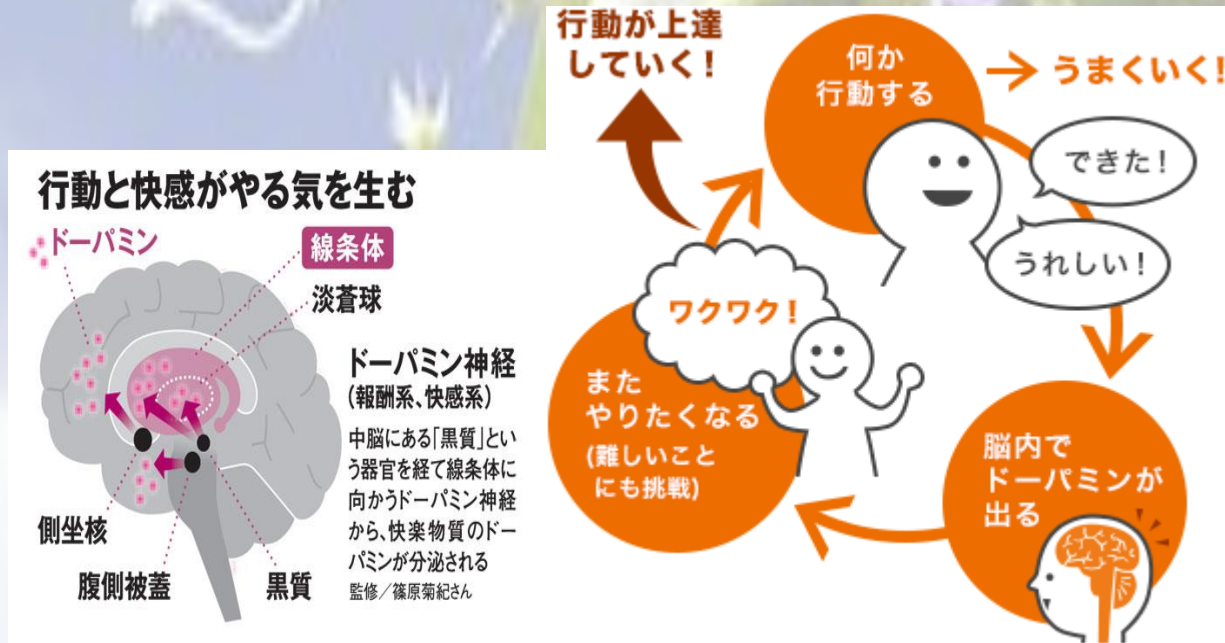 行動と快感がやる気を生む
ドーパミン
線条体
淡蒼球
ドーパミン神経
(報酬系、快感系)
中脳にある「黒質」とい
う器官を経て線条体に
向かうドーパミン神経
から、快楽物質のドー
パミンが分泌される
監修／篠原菊紀さん
側坐核
腹側被蓋
黒質
行動が上達
していく!
何か
行動する
うまくいく!
できた!
うれしい!
脳内で
ドーパミンが
出る
ワクワク!
また
やりたくなる
(難しいこと
にも挑戦)